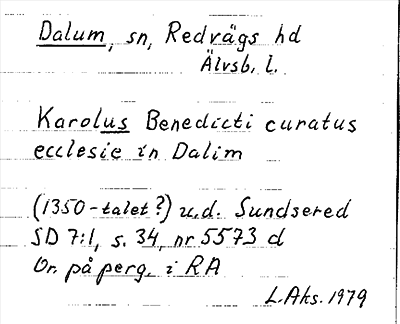 Dalum, sn, Redvägs hd
Älvsb. l.
Karolus Benedicti curatus
ecclesie in Dalim
(1350-talet?) u.d. Sundsered
SD 7:1, s. 34, nr 5573 d
Or. på perg. i RA
L Aks. 1979